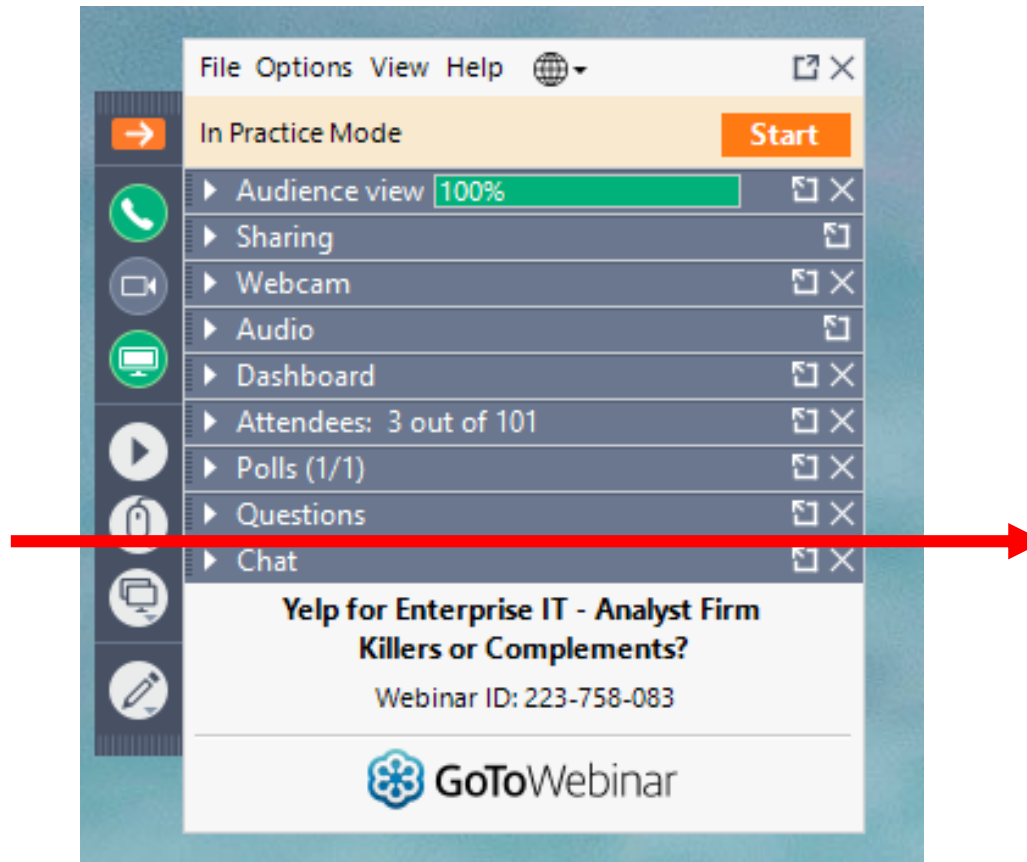 File Options View Help
In Practice Mode Start
Audience view 100%
Sharing
Webcam
Audio
Dashboard
Attendees: 3 out of 101
Polls (1/1)
Questions
Chat
Yelp for Enterprise IT - Analyst Firm
Killers or Complements?
Webinar ID: 223-758-083
GoToWebinar